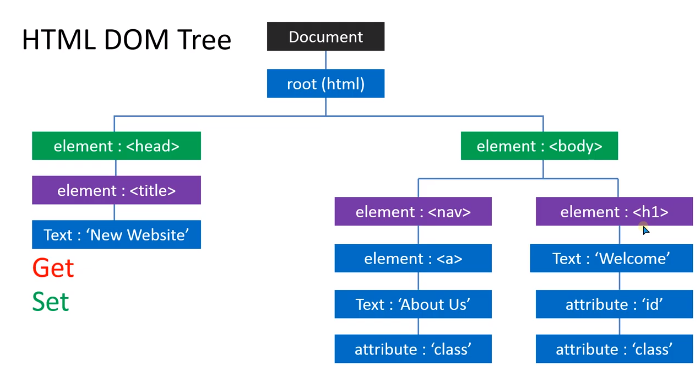 HTML DOM Tree
Document
root (html)
element : <head>
element : <body>
element : <title>
element : <nav>
element : <h1>
Text : ‘New Website’
element : <a>
Text : ‘Welcome’
Get
Set
Text : ‘About Us’
attribute : ‘id’
attribute : ‘class’
attribute : ‘class’